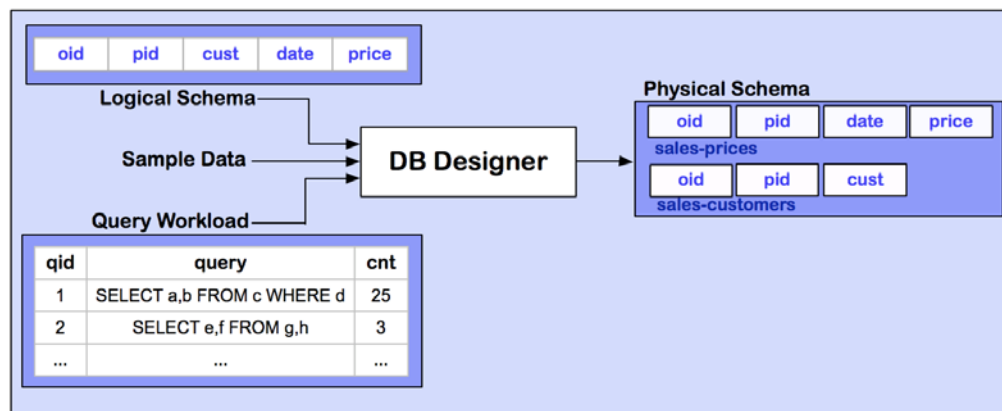 oid pid cust date price
Logical Schema
Sample Data
Query Workload
qid query cnt
1 SELECT a,b FROM c WHERE d 25
2 SELECT e,f FROM g,h 3
... ... ...
DB Designer
Physical Schema
oid pid date price
sales-prices
oid pid cust
sales-customers